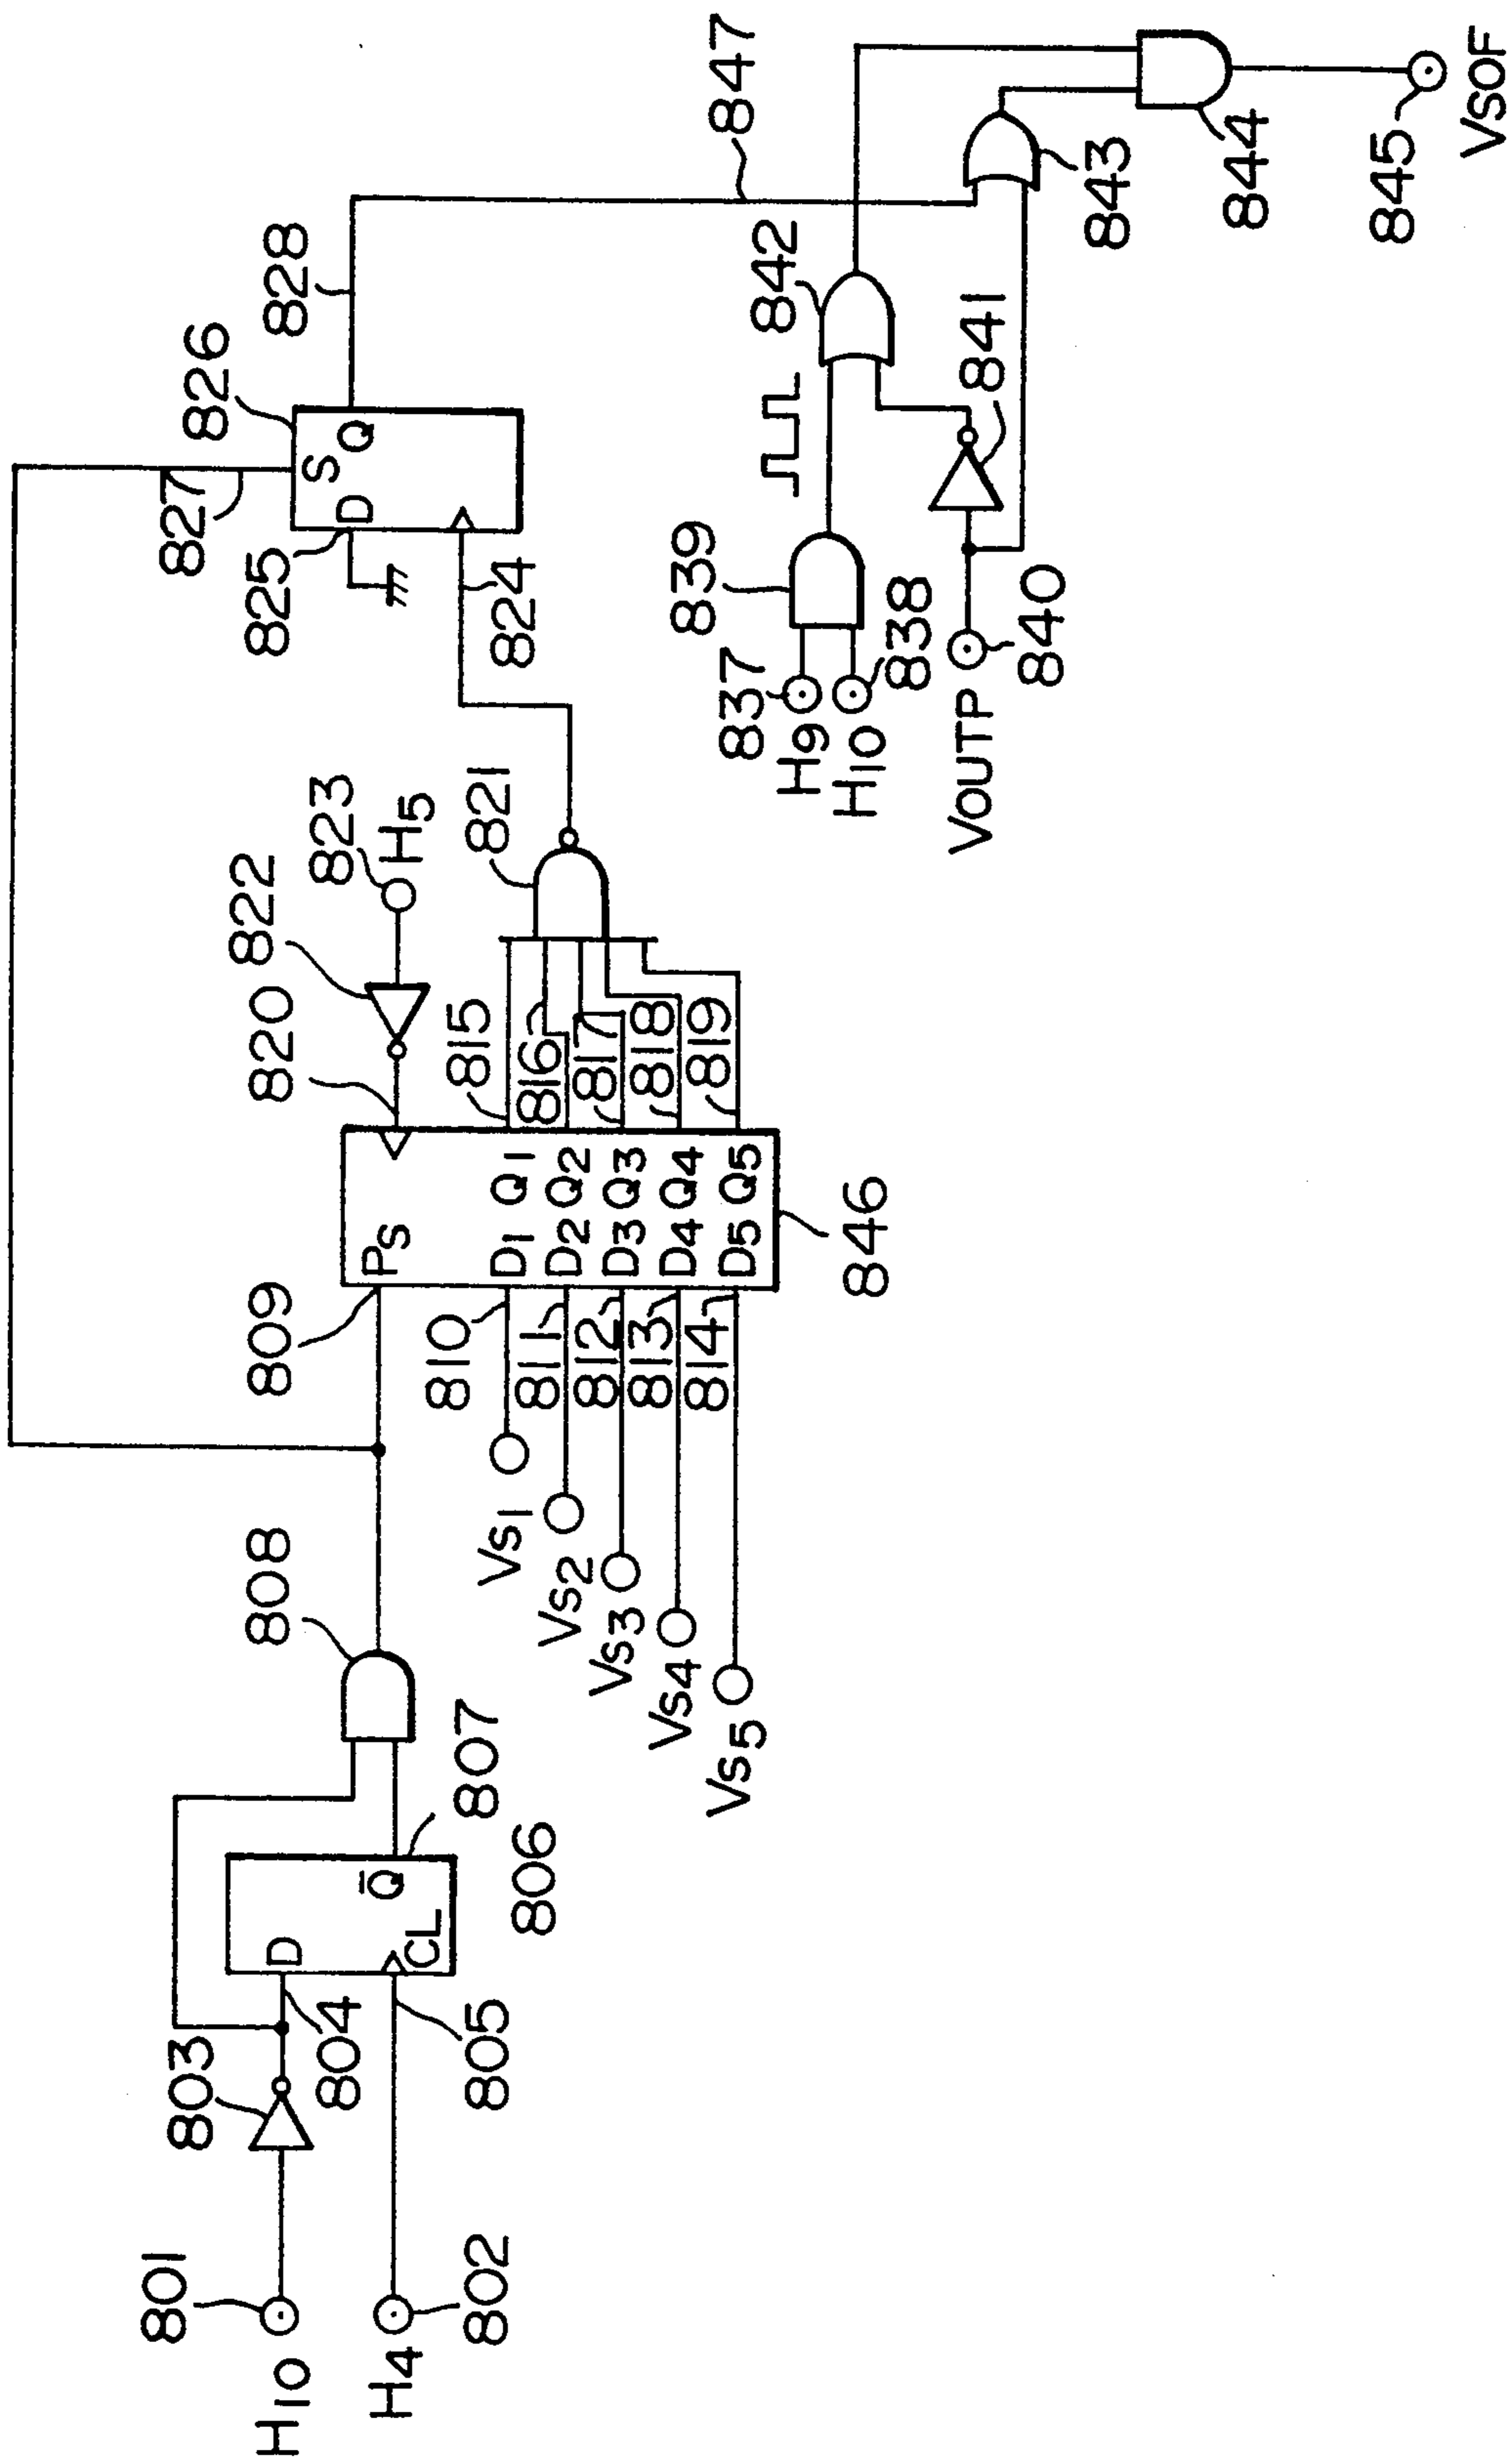 801
H10
802
H4
803
804
805
D
Q̅
CL
806
807
808
809
PS
D1 Q1
D2 Q2
D3 Q3
D4 Q4
D5 Q5
810
811
812
813
814
VS1
VS2
VS3
VS4
VS5
815
816
817
818
819
820
822
823
H5
846
821
824
825
826
827
D
S
Q
828
837
H9
838
H10
839
VOUTP
840
841
842
843
844
845
VSOF
847